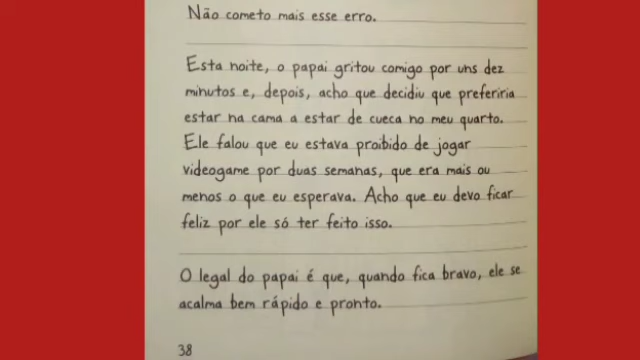 Não cometo mais esse erro.
Esta noite, o papai gritou comigo por uns dez
minutos e, depois, acho que decidiu que preferiria
estar na cama a estar de cueca no meu quarto.
Ele falou que eu estava proibido de jogar
videogame por duas semanas, que era mais ou
menos o que eu esperava. Acho que eu devo ficar
feliz por ele só ter feito isso.
O legal do papai é que, quando fica bravo, ele se
acalma bem rápido e pronto.
38